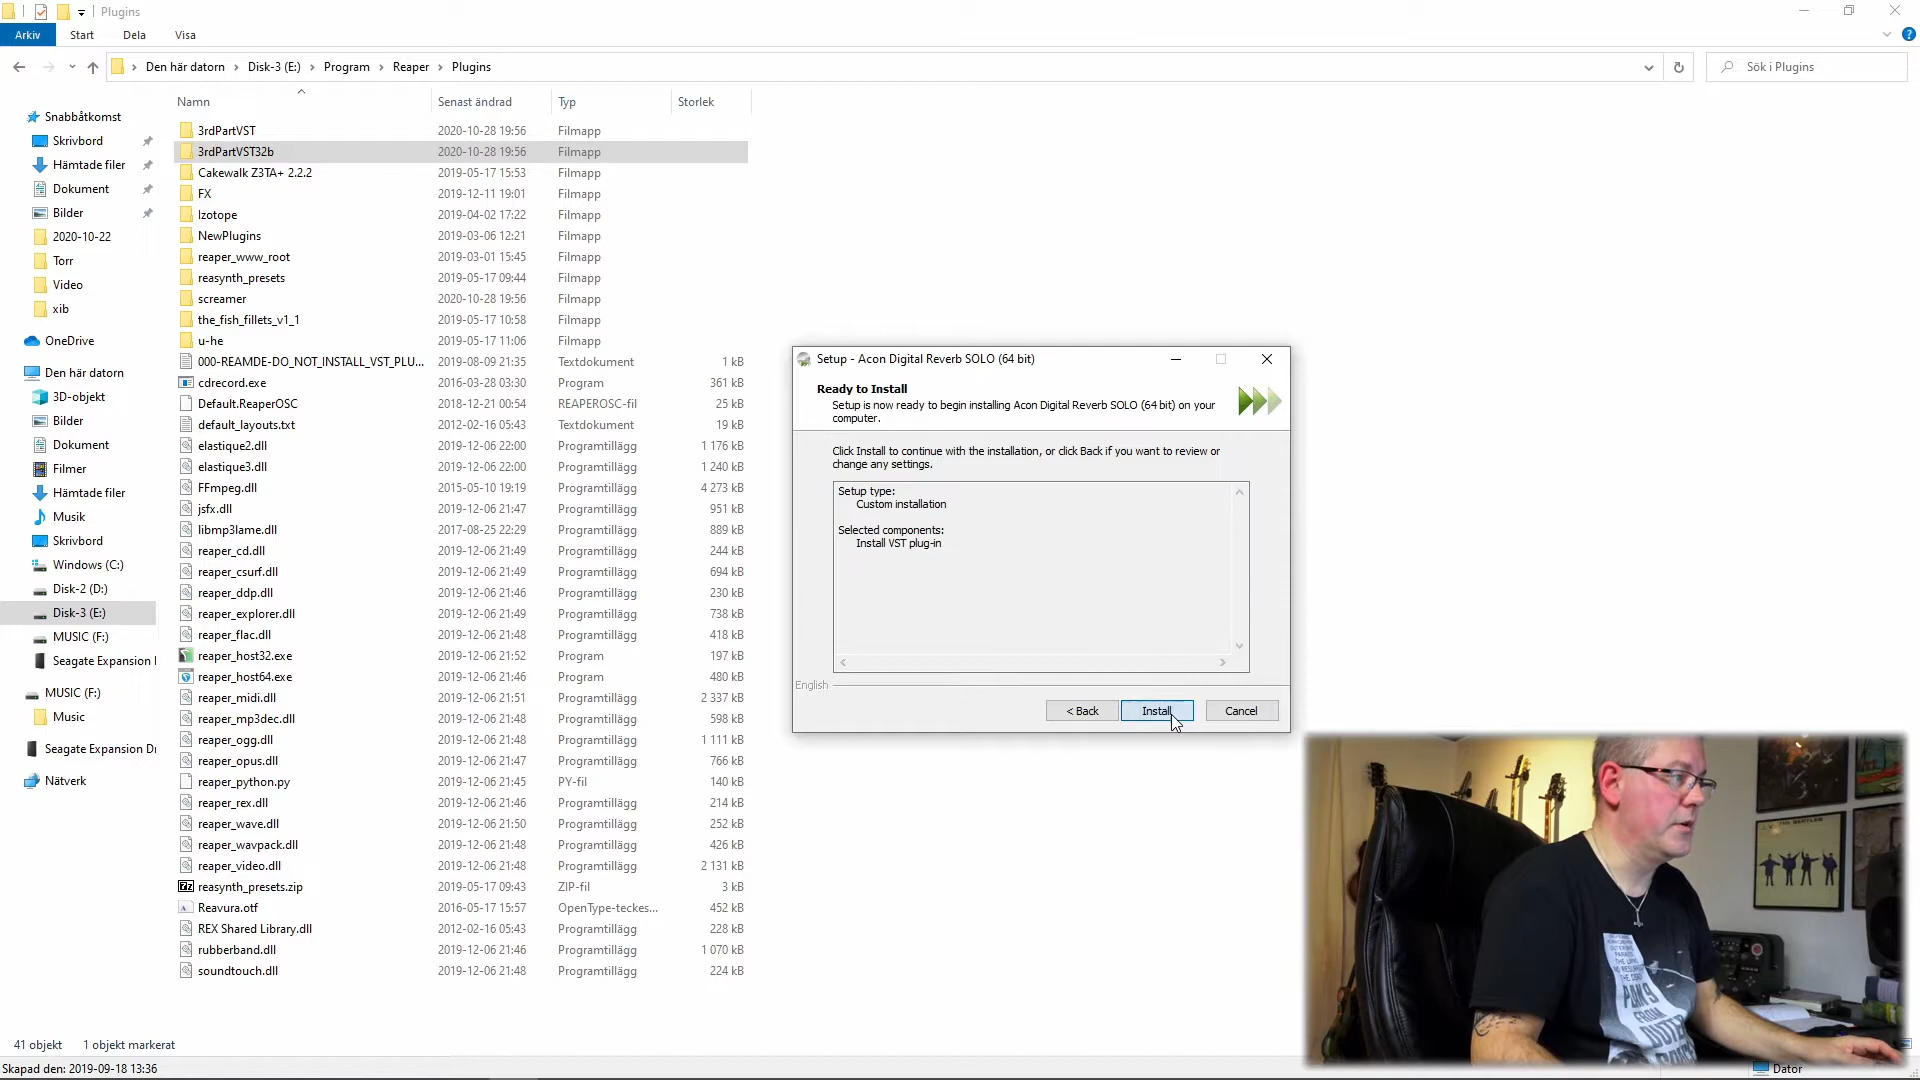 Plugins
Arkiv
Start
Dela
Visa
Den här datorn
Disk-3 (E:)
Program
Reaper
Plugins
Sök i Plugins
Namn
Senast ändrad
Typ
Storlek
Snabbåtkomst
Skrivbord
Hämtade filer
Dokument
Bilder
2020-10-22
Torr
Video
xib
OneDrive
Den här datorn
3D-objekt
Bilder
Dokument
Filmer
Hämtade filer
Musik
Skrivbord
Windows (C:)
Disk-2 (D:)
Disk-3 (E:)
MUSIC (F:)
Seagate Expansion
MUSIC (F:)
Music
Seagate Expansion Dr
Nätverk
3rdPartVST 2020-10-28 19:56 Filmapp
3rdPartVST32b 2020-10-28 19:56 Filmapp
Cakewalk Z3TA+ 2.2.2 2019-05-17 15:53 Filmapp
FX 2019-12-11 19:01 Filmapp
Izotope 2019-04-02 17:22 Filmapp
NewPlugins 2019-03-06 12:21 Filmapp
reaper_www_root 2019-03-01 15:45 Filmapp
reasynth_presets 2019-05-17 09:44 Filmapp
screamer 2020-10-28 19:56 Filmapp
the_fish_fillets_v1_1 2019-05-17 10:58 Filmapp
u-he 2019-05-17 11:06 Filmapp
000-REAMDE-DO_NOT_INSTALL_VST_PLU... 2019-08-09 21:35 Textdokument 1 kB
cdrecord.exe 2016-03-28 03:30 Program 361 kB
Default.ReaperOSC 2018-12-21 00:54 REAPEROSC-fil 25 kB
default_layouts.txt 2012-02-16 05:43 Textdokument 19 kB
elastique2.dll 2019-12-06 22:00 Programtillägg 1 176 kB
elastique3.dll 2019-12-06 22:00 Programtillägg 1 240 kB
FFmpeg.dll 2015-05-10 19:19 Programtillägg 4 273 kB
jsfx.dll 2019-12-06 21:47 Programtillägg 951 kB
libmp3lame.dll 2017-08-25 22:29 Programtillägg 889 kB
reaper_cd.dll 2019-12-06 21:49 Programtillägg 244 kB
reaper_csurf.dll 2019-12-06 21:49 Programtillägg 694 kB
reaper_ddp.dll 2019-12-06 21:46 Programtillägg 230 kB
reaper_explorer.dll 2019-12-06 21:49 Programtillägg 738 kB
reaper_flac.dll 2019-12-06 21:48 Programtillägg 418 kB
reaper_host32.exe 2019-12-06 21:52 Program 197 kB
reaper_host64.exe 2019-12-06 21:46 Program 480 kB
reaper_midi.dll 2019-12-06 21:51 Programtillägg 2 337 kB
reaper_mp3dec.dll 2019-12-06 21:48 Programtillägg 598 kB
reaper_ogg.dll 2019-12-06 21:48 Programtillägg 1 111 kB
reaper_opus.dll 2019-12-06 21:47 Programtillägg 766 kB
reaper_python.py 2019-12-06 21:45 PY-fil 140 kB
reaper_rex.dll 2019-12-06 21:46 Programtillägg 214 kB
reaper_wave.dll 2019-12-06 21:50 Programtillägg 252 kB
reaper_wavpack.dll 2019-12-06 21:48 Programtillägg 426 kB
reaper_video.dll 2019-12-06 21:48 Programtillägg 2 131 kB
reasynth_presets.zip 2019-05-17 09:43 ZIP-fil 3 kB
Reavura.otf 2016-05-17 15:57 OpenType-teckes... 452 kB
REX Shared Library.dll 2012-02-16 05:43 Programtillägg 228 kB
rubberband.dll 2019-12-06 21:46 Programtillägg 1 070 kB
soundtouch.dll 2019-12-06 21:48 Programtillägg 224 kB
Setup - Acon Digital Reverb SOLO (64 bit)
Ready to Install
Setup is now ready to begin installing Acon Digital Reverb SOLO (64 bit) on your
computer.
Click Install to continue with the installation, or click Back if you want to review or
change any settings.
Setup type:
Custom installation
Selected components:
Install VST plug-in
English
< Back
Install
Cancel
THE BEATLES
41 objekt
1 objekt markerat
Skapad den: 2019-09-18 13:36
Dator